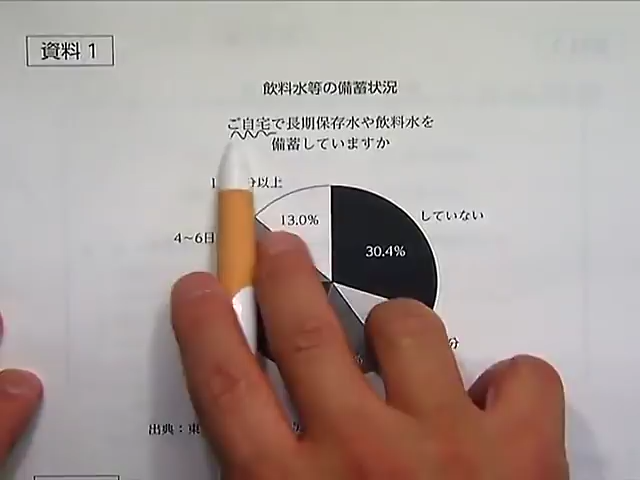 資料1
飲料水等の備蓄状況
ご自宅で長期保存水や飲料水を
備蓄していますか
以上
13.0%
していない
4~6日
30.4%
分
%
出典:東